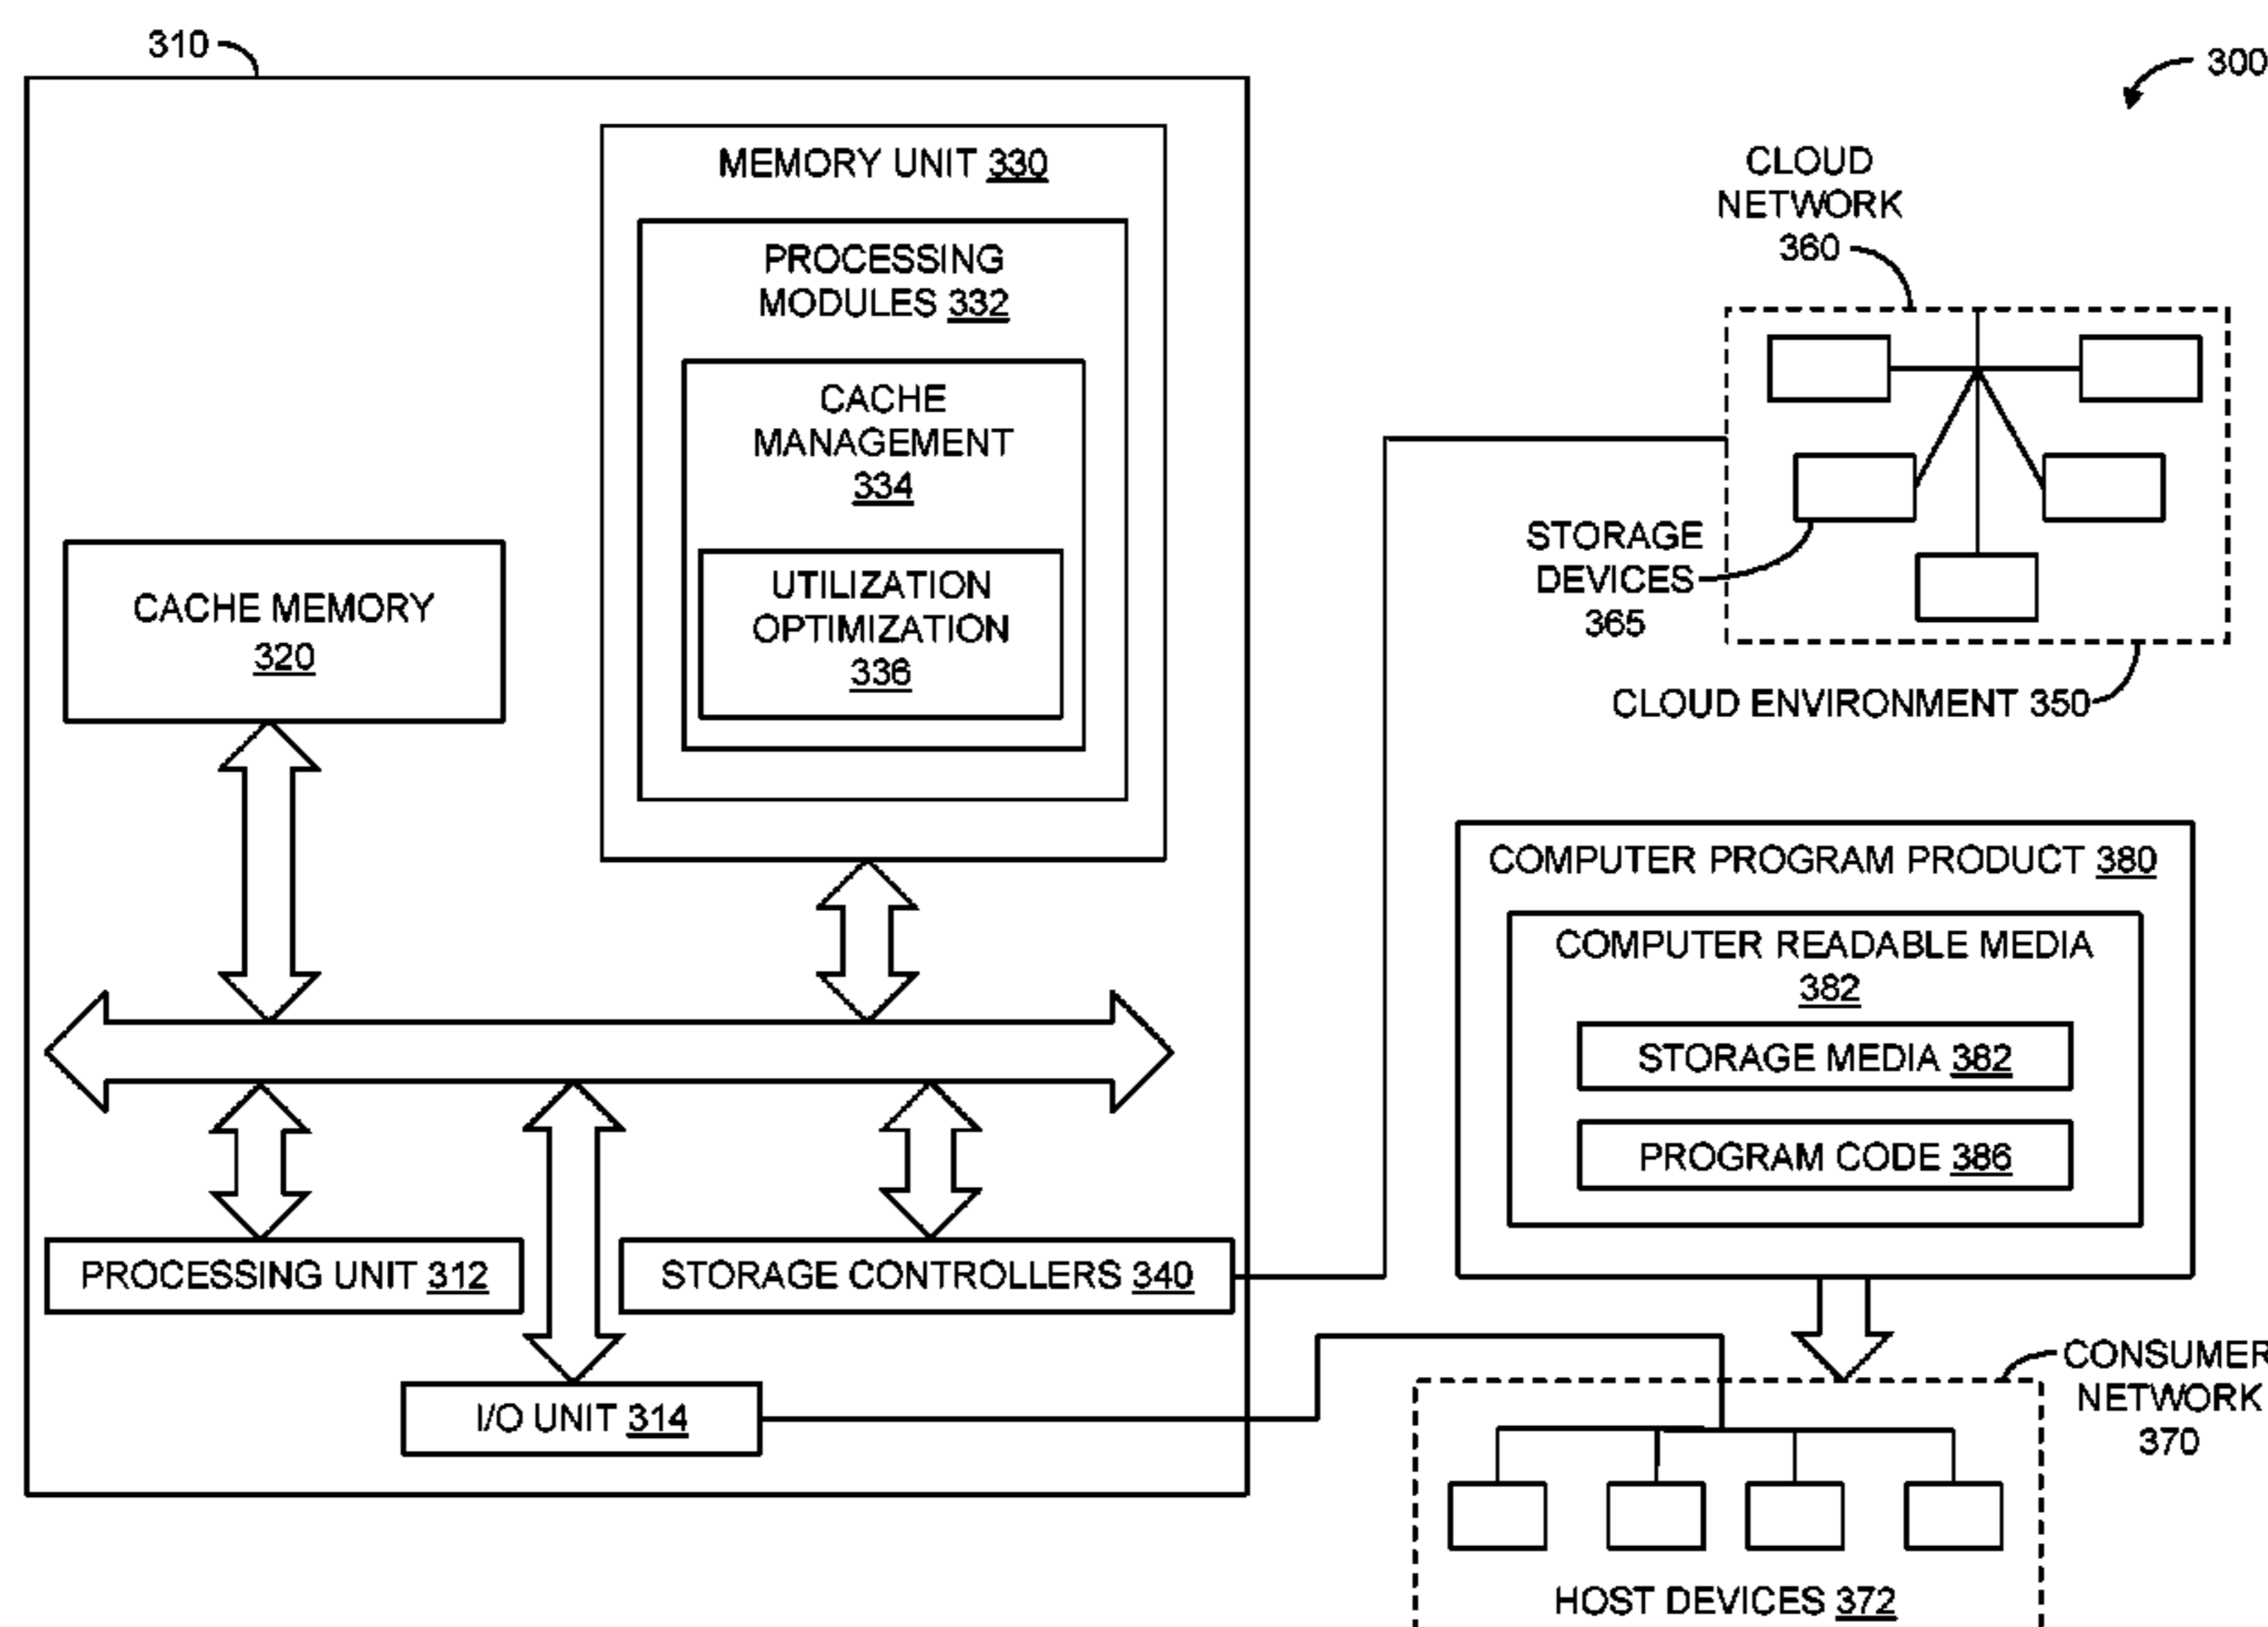 310
300
MEMORY UNIT 330
PROCESSING
MODULES 332
CACHE
MANAGEMENT
334
UTILIZATION
OPTIMIZATION
336
CACHE MEMORY
320
PROCESSING UNIT 312
STORAGE CONTROLLERS 340
I/O UNIT 314
CLOUD
NETWORK
360
STORAGE
DEVICES
365
CLOUD ENVIRONMENT 350
COMPUTER PROGRAM PRODUCT 380
COMPUTER READABLE MEDIA
382
STORAGE MEDIA 382
PROGRAM CODE 386
CONSUMER
NETWORK
370
HOST DEVICES 372